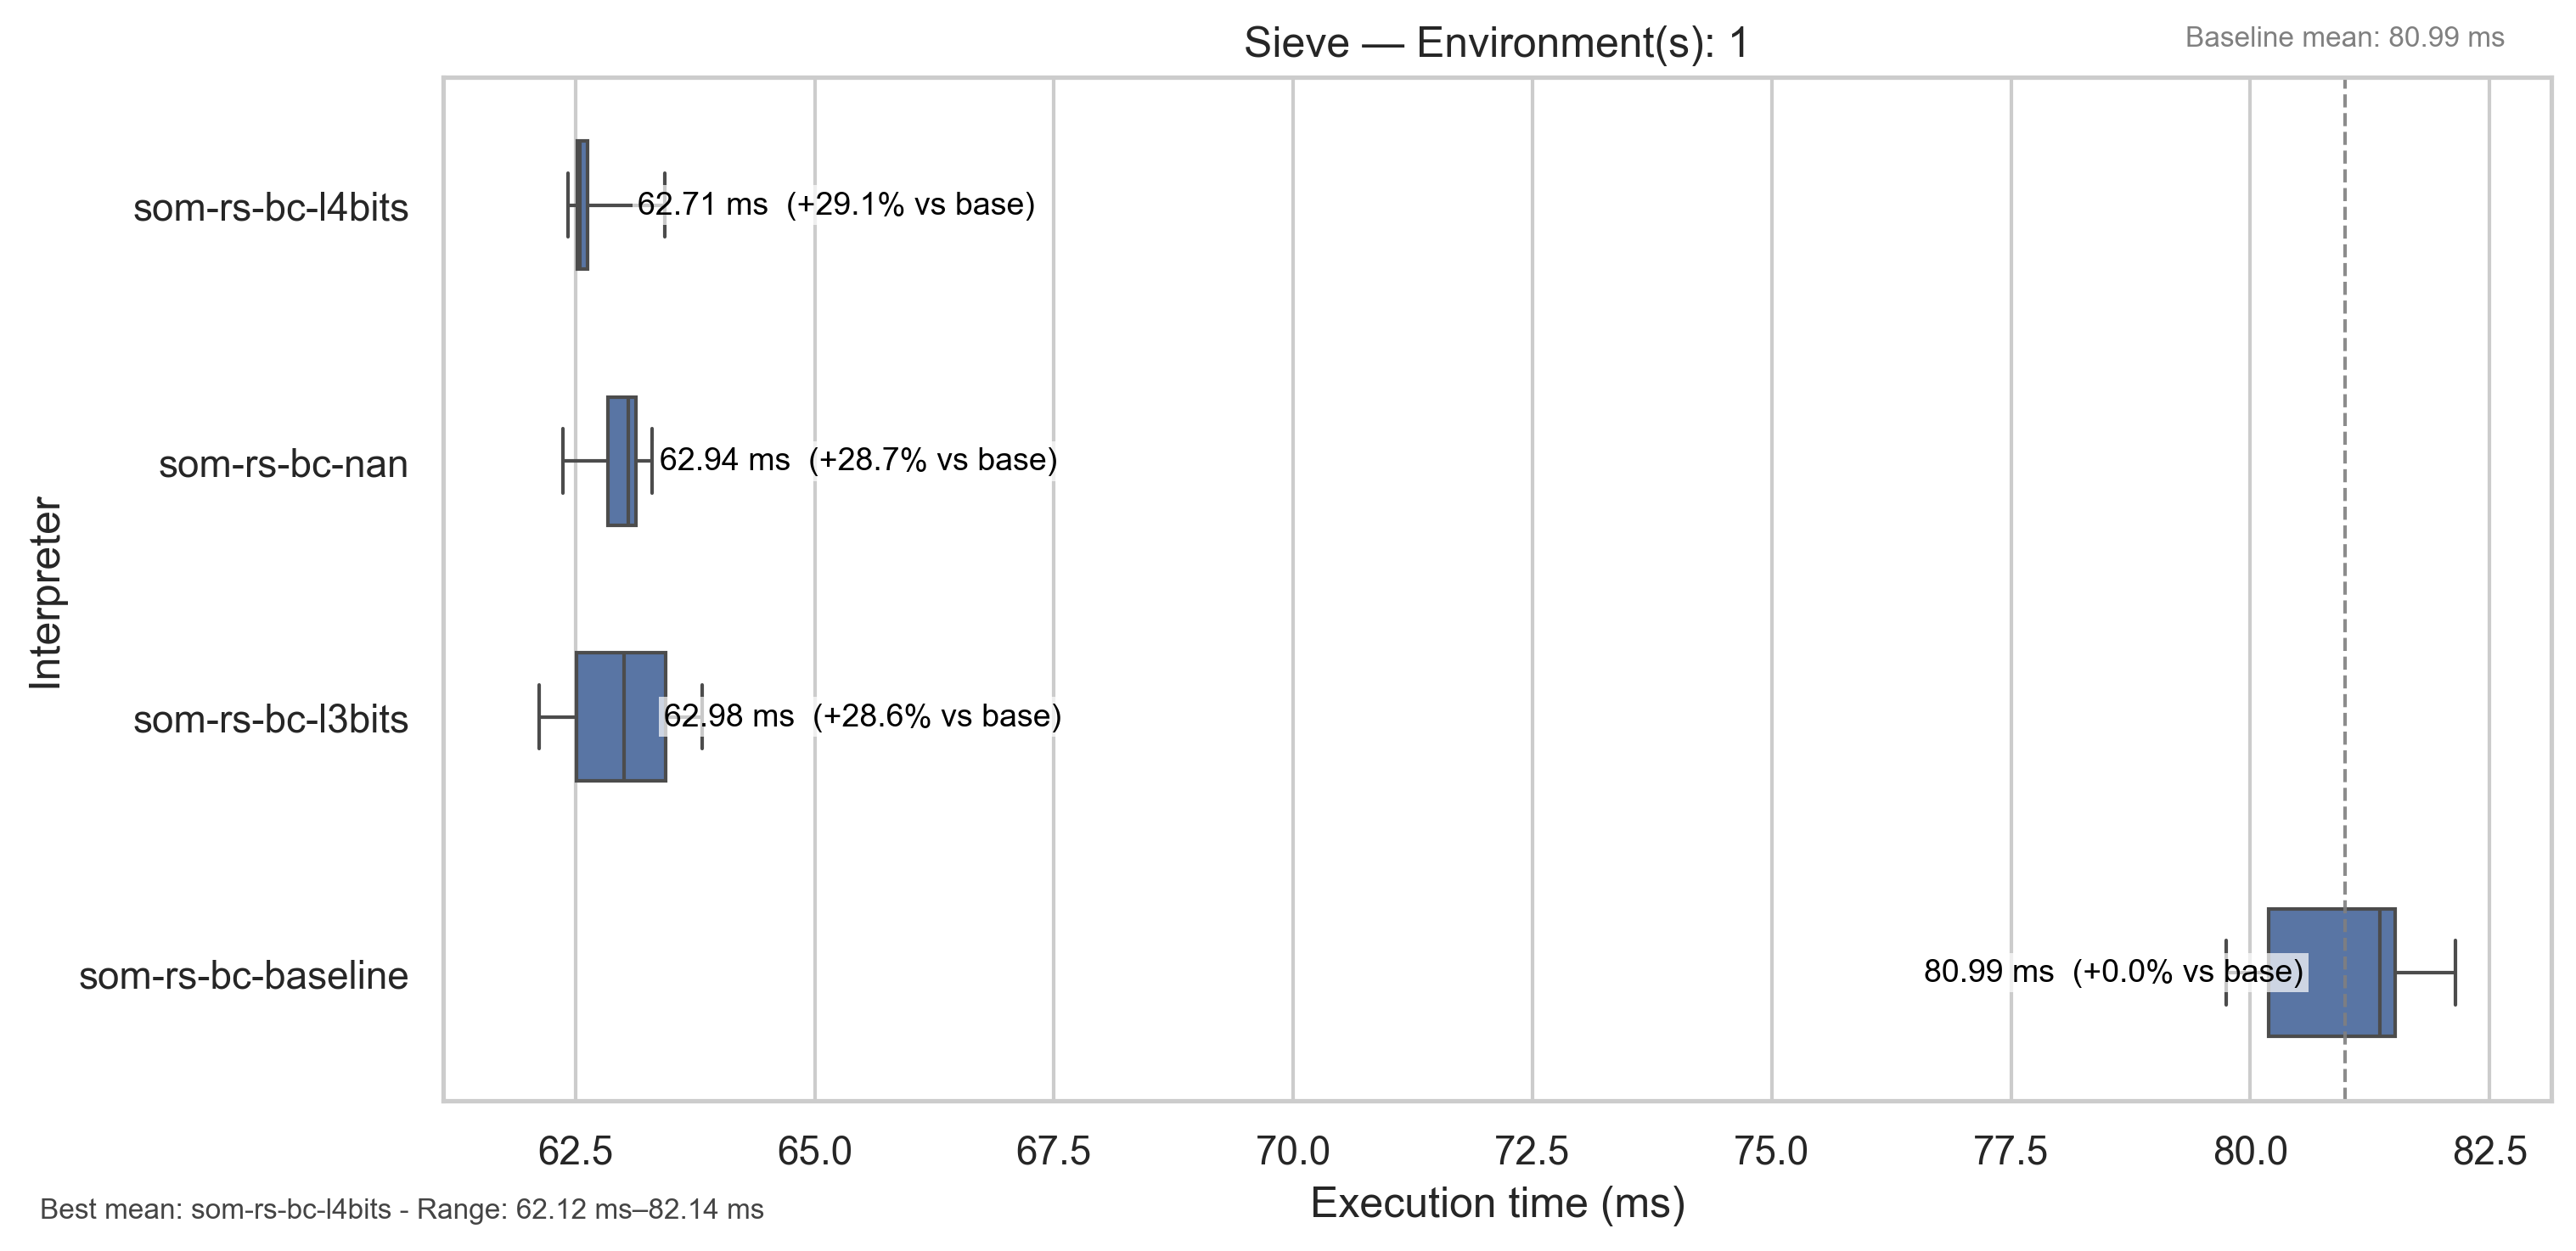 Sieve — Environment(s): 1
Baseline mean: 80.99 ms
Interpreter
som-rs-bc-l4bits
62.71 ms (+29.1% vs base)
som-rs-bc-nan
62.94 ms (+28.7% vs base)
som-rs-bc-l3bits
62.98 ms (+28.6% vs base)
som-rs-bc-baseline
80.99 ms (+0.0% vs base)
62.5 65.0 67.5 70.0 72.5 75.0 77.5 80.0 82.5
Execution time (ms)
Best mean: som-rs-bc-l4bits - Range: 62.12 ms–82.14 ms